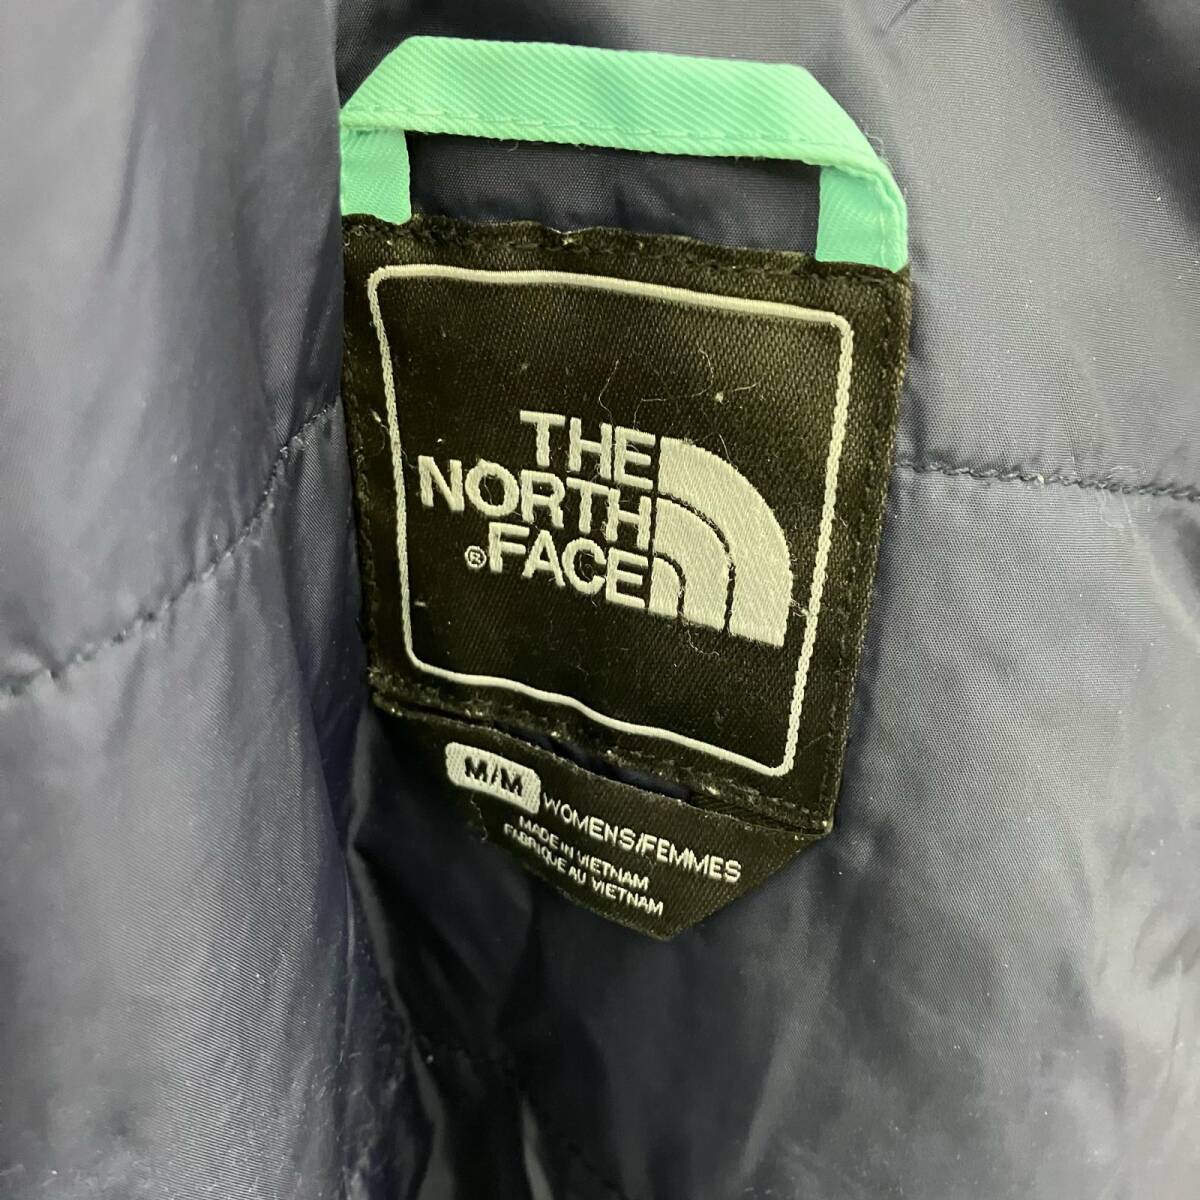 THE
NORTH
®FACE
M/M WOMENS/FEMMES
MADE IN VIETNAM
FABRIQUE AU VIETNAM